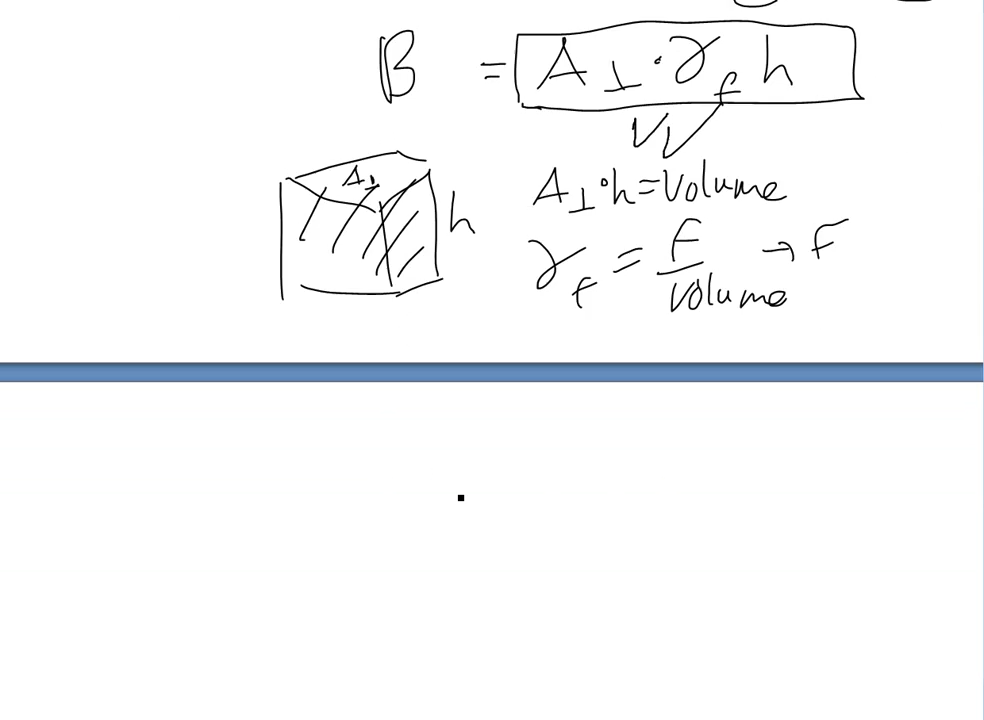 B = A⊥·γf h
A⊥
h
A⊥·h=Volume
γf = F/volume → F